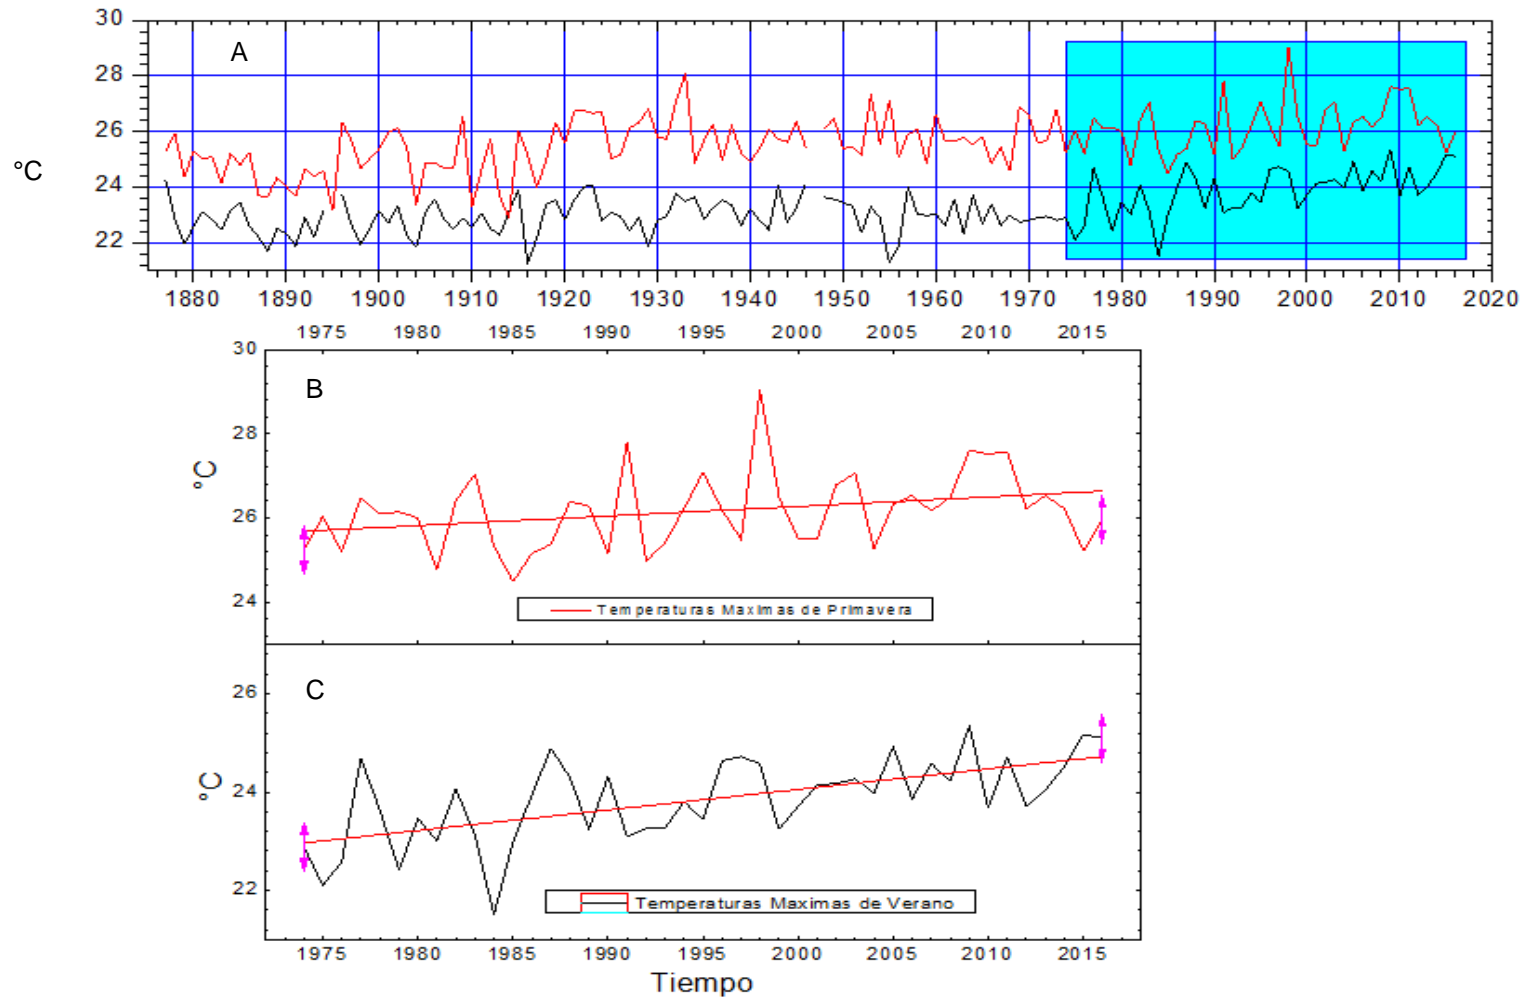 30
A
28
26
°C
24
22
1880 1890 1900 1910 1920 1930 1940 1950 1960 1970 1980 1990 2000 2010 2020
1975 1980 1985 1990 1995 2000 2005 2010 2015
30
B
28
°C
26
24
Temperaturas Maximas de Primavera
C
26
°C
24
22
Temperaturas Maximas de Verano
1975 1980 1985 1990 1995 2000 2005 2010 2015
Tiempo